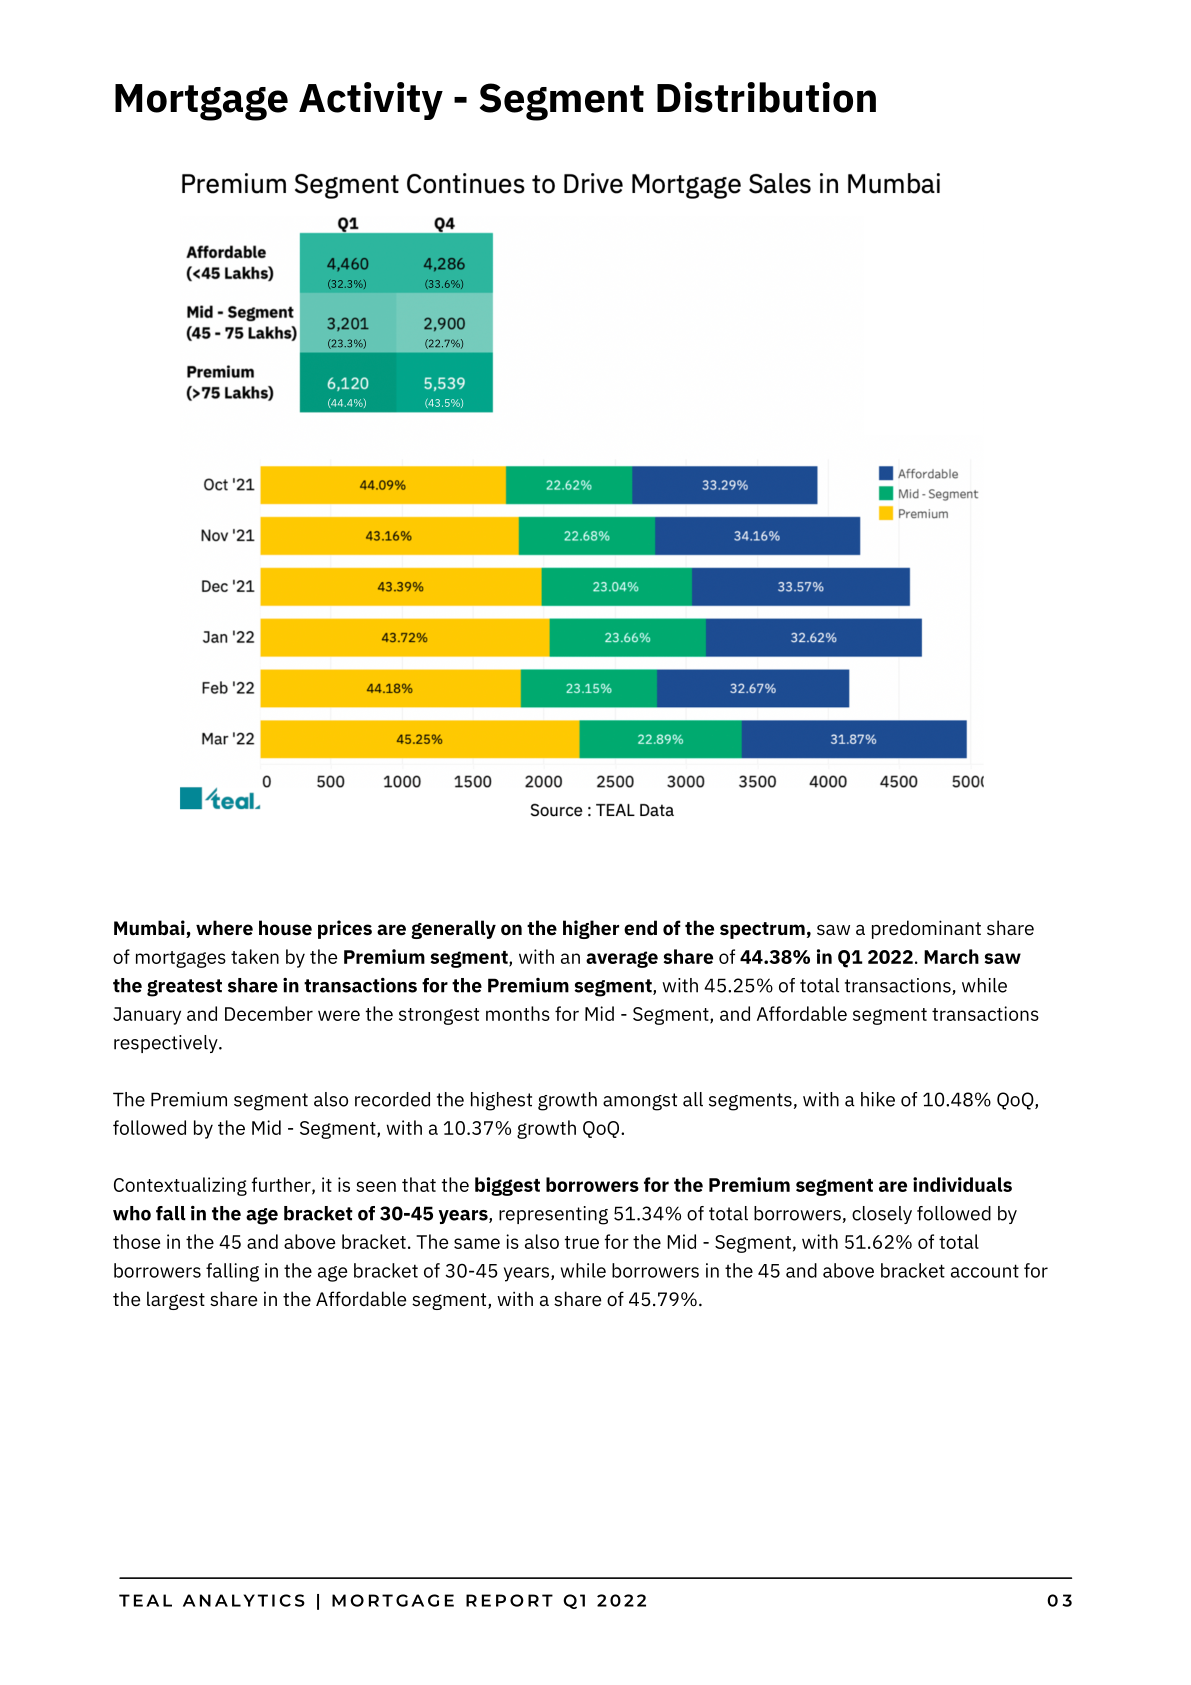 Mortgage Activity - Segment Distribution
Premium Segment Continues to Drive Mortgage Sales in Mumbai
Q1 Q4
Affordable
(<45 Lakhs)
4,460 4,286
(32.3%) (33.6%)
Mid - Segment
(45 - 75 Lakhs)
3,201 2,900
(23.3%) (22.7%)
Premium
(>75 Lakhs)
6,120 5,539
(44.4%) (43.5%)
Affordable
Mid - Segment
Premium
Oct '21 44.09% 22.62% 33.29%
Nov '21 43.16% 22.68% 34.16%
Dec '21 43.39% 23.04% 33.57%
Jan '22 43.72% 23.66% 32.62%
Feb '22 44.18% 23.15% 32.67%
Mar '22 45.25% 22.89% 31.87%
0 500 1000 1500 2000 2500 3000 3500 4000 4500 500
teal.
Source : TEAL Data
Mumbai, where house prices are generally on the higher end of the spectrum, saw a predominant share
of mortgages taken by the Premium segment, with an average share of 44.38% in Q1 2022. March saw
the greatest share in transactions for the Premium segment, with 45.25% of total transactions, while
January and December were the strongest months for Mid - Segment, and Affordable segment transactions
respectively.
The Premium segment also recorded the highest growth amongst all segments, with a hike of 10.48% QoQ,
followed by the Mid - Segment, with a 10.37% growth QoQ.
Contextualizing further, it is seen that the biggest borrowers for the Premium segment are individuals
who fall in the age bracket of 30-45 years, representing 51.34% of total borrowers, closely followed by
those in the 45 and above bracket. The same is also true for the Mid - Segment, with 51.62% of total
borrowers falling in the age bracket of 30-45 years, while borrowers in the 45 and above bracket account for
the largest share in the Affordable segment, with a share of 45.79%.
TEAL ANALYTICS | MORTGAGE REPORT Q1 2022 03